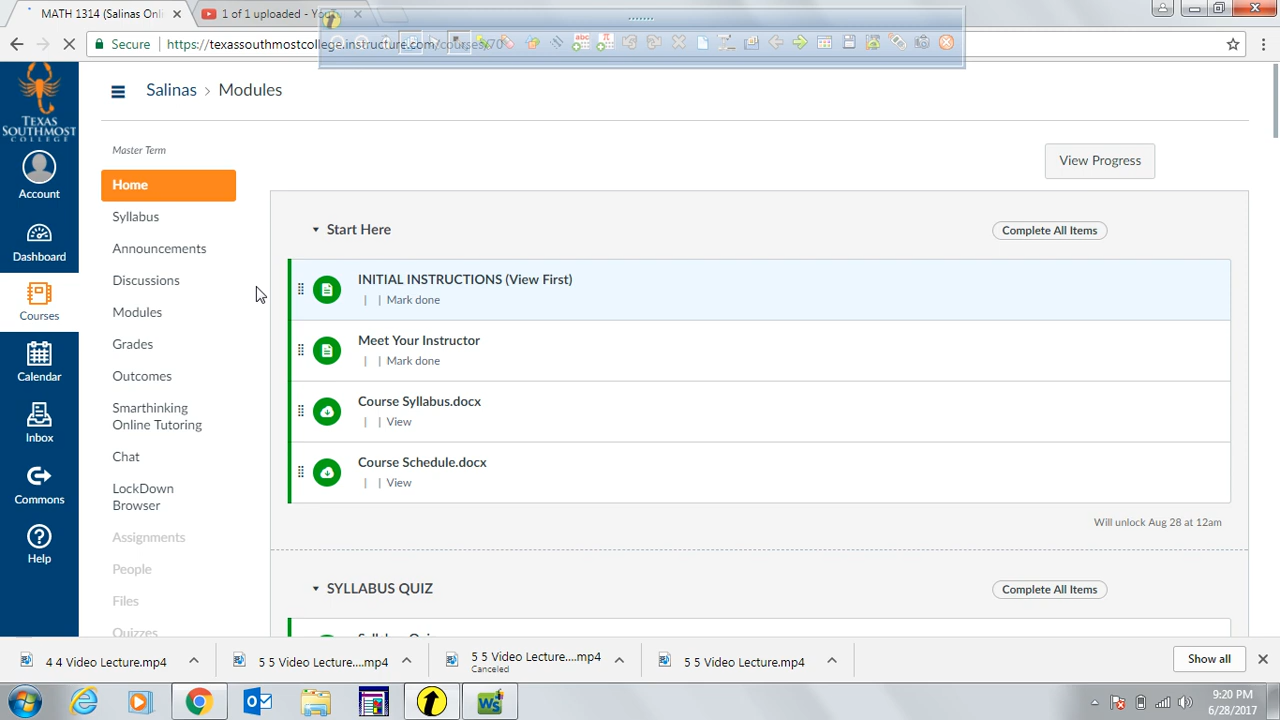 MATH 1314 (Salinas Onli
1 of 1 uploaded - Yo
Secure
https://texassouthmostcollege.instructure.com/courses/70
TEXAS
SOUTHMOST
COLLEGE
Account
Dashboard
Courses
Calendar
Inbox
Commons
Help
Salinas > Modules
Master Term
Home
Syllabus
Announcements
Discussions
Modules
Grades
Outcomes
Smarthinking
Online Tutoring
Chat
LockDown
Browser
Assignments
People
Files
Quizzes
View Progress
Start Here
Complete All Items
INITIAL INSTRUCTIONS (View First)
| | Mark done
Meet Your Instructor
| | Mark done
Course Syllabus.docx
| | View
Course Schedule.docx
| | View
Will unlock Aug 28 at 12am
SYLLABUS QUIZ
Complete All Items
4 4 Video Lecture.mp4
5 5 Video Lecture....mp4
5 5 Video Lecture....mp4
Canceled
5 5 Video Lecture.mp4
Show all
9:20 PM
6/28/2017